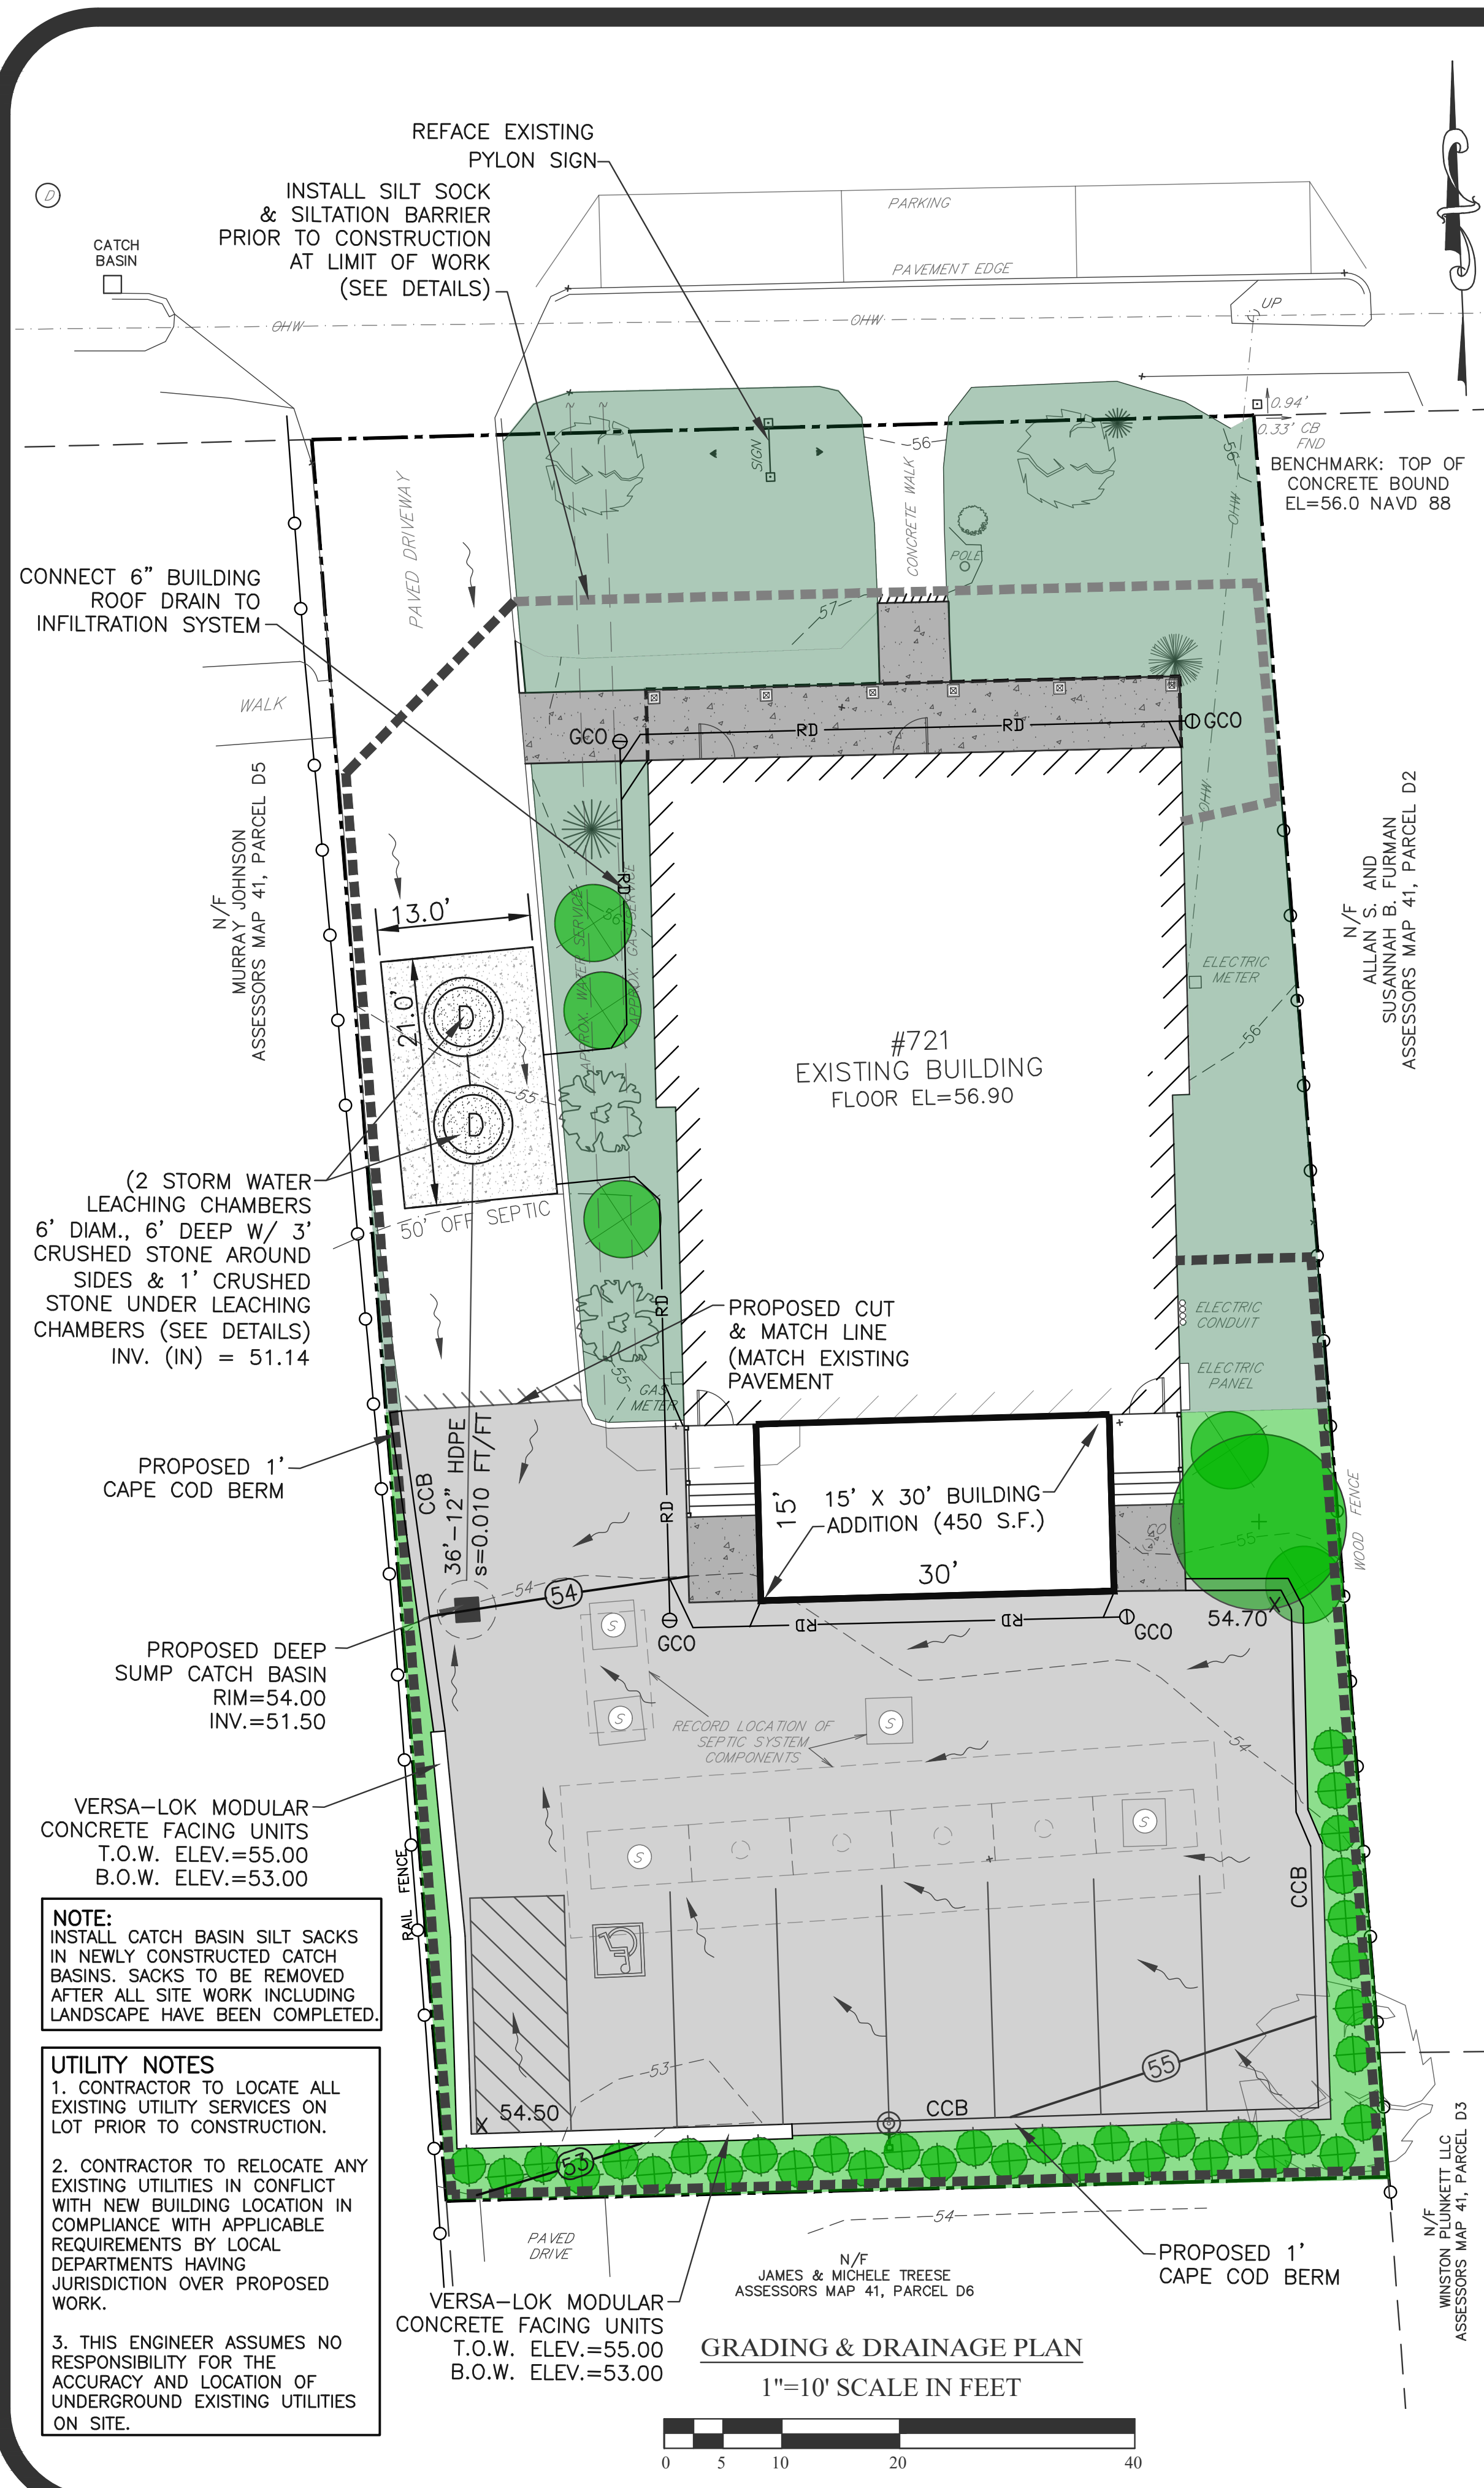 REFACE EXISTING
PYLON SIGN
INSTALL SILT SOCK
& SILTATION BARRIER
PRIOR TO CONSTRUCTION
AT LIMIT OF WORK
(SEE DETAILS)
D
CATCH
BASIN
PARKING
PAVEMENT EDGE
OHW
OHW
UP
0.94'
0.33' CB
FND
BENCHMARK: TOP OF
CONCRETE BOUND
EL=56.0 NAVD 88
56
56
SIGN
CONCRETE WALK
POLE
OHW
PAVED DRIVEWAY
CONNECT 6" BUILDING
ROOF DRAIN TO
INFILTRATION SYSTEM
57
WALK
GCO
RD
RD
GCO
OHW
N/F
MURRAY JOHNSON
ASSESSORS MAP 41, PARCEL D5
N/F
ALLAN S. AND
SUSANNAH B. FURMAN
ASSESSORS MAP 41, PARCEL D2
13.0'
21.0'
D
D
RD
56
APPROX. WATER SERVICE
APPROX. GAS SERVICE
ELECTRIC
METER
56
55
#721
EXISTING BUILDING
FLOOR EL=56.90
(2 STORM WATER
LEACHING CHAMBERS
6' DIAM., 6' DEEP W/ 3'
CRUSHED STONE AROUND
SIDES & 1' CRUSHED
STONE UNDER LEACHING
CHAMBERS (SEE DETAILS)
INV. (IN) = 51.14
50' OFF SEPTIC
RD
PROPOSED CUT
& MATCH LINE
(MATCH EXISTING
PAVEMENT
ELECTRIC
CONDUIT
ELECTRIC
PANEL
55
GAS
METER
PROPOSED 1'
CAPE COD BERM
CCB
36'-12" HDPE
s=0.010 FT/FT
RD
15'
15' X 30' BUILDING
ADDITION (450 S.F.)
30'
CO
55
WOOD FENCE
54
54
PROPOSED DEEP
SUMP CATCH BASIN
RIM=54.00
INV.=51.50
S
GCO
RD
RD
GCO
54.70
X
S
RECORD LOCATION OF
SEPTIC SYSTEM
COMPONENTS
S
54
VERSA-LOK MODULAR
CONCRETE FACING UNITS
T.O.W. ELEV.=55.00
B.O.W. ELEV.=53.00
S
S
RAIL FENCE
CCB
NOTE:
INSTALL CATCH BASIN SILT SACKS
IN NEWLY CONSTRUCTED CATCH
BASINS. SACKS TO BE REMOVED
AFTER ALL SITE WORK INCLUDING
LANDSCAPE HAVE BEEN COMPLETED.
UTILITY NOTES
1. CONTRACTOR TO LOCATE ALL
EXISTING UTILITY SERVICES ON
LOT PRIOR TO CONSTRUCTION.
2. CONTRACTOR TO RELOCATE ANY
EXISTING UTILITIES IN CONFLICT
WITH NEW BUILDING LOCATION IN
COMPLIANCE WITH APPLICABLE
REQUIREMENTS BY LOCAL
DEPARTMENTS HAVING
JURISDICTION OVER PROPOSED
WORK.
3. THIS ENGINEER ASSUMES NO
RESPONSIBILITY FOR THE
ACCURACY AND LOCATION OF
UNDERGROUND EXISTING UTILITIES
ON SITE.
53
55
X 54.50
CCB
53
PAVED
DRIVE
54
N/F
JAMES & MICHELE TREESE
ASSESSORS MAP 41, PARCEL D6
PROPOSED 1'
CAPE COD BERM
N/F
WINSTON PLUNKETT LLC
ASSESSORS MAP 41, PARCEL D3
VERSA-LOK MODULAR
CONCRETE FACING UNITS
T.O.W. ELEV.=55.00
B.O.W. ELEV.=53.00
GRADING & DRAINAGE PLAN
1"=10' SCALE IN FEET
0 5 10 20 40